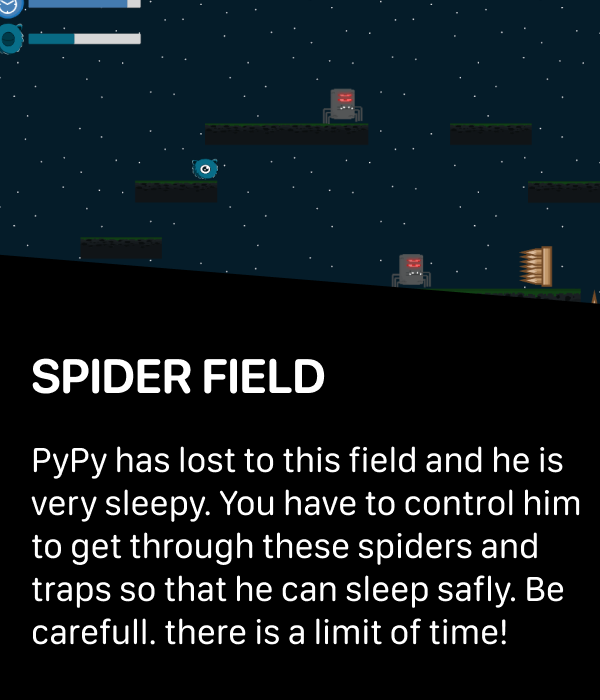 SPIDER FIELD
PyPy has lost to this field and he is
very sleepy. You have to control him
to get through these spiders and
traps so that he can sleep safly. Be
carefull. there is a limit of time!